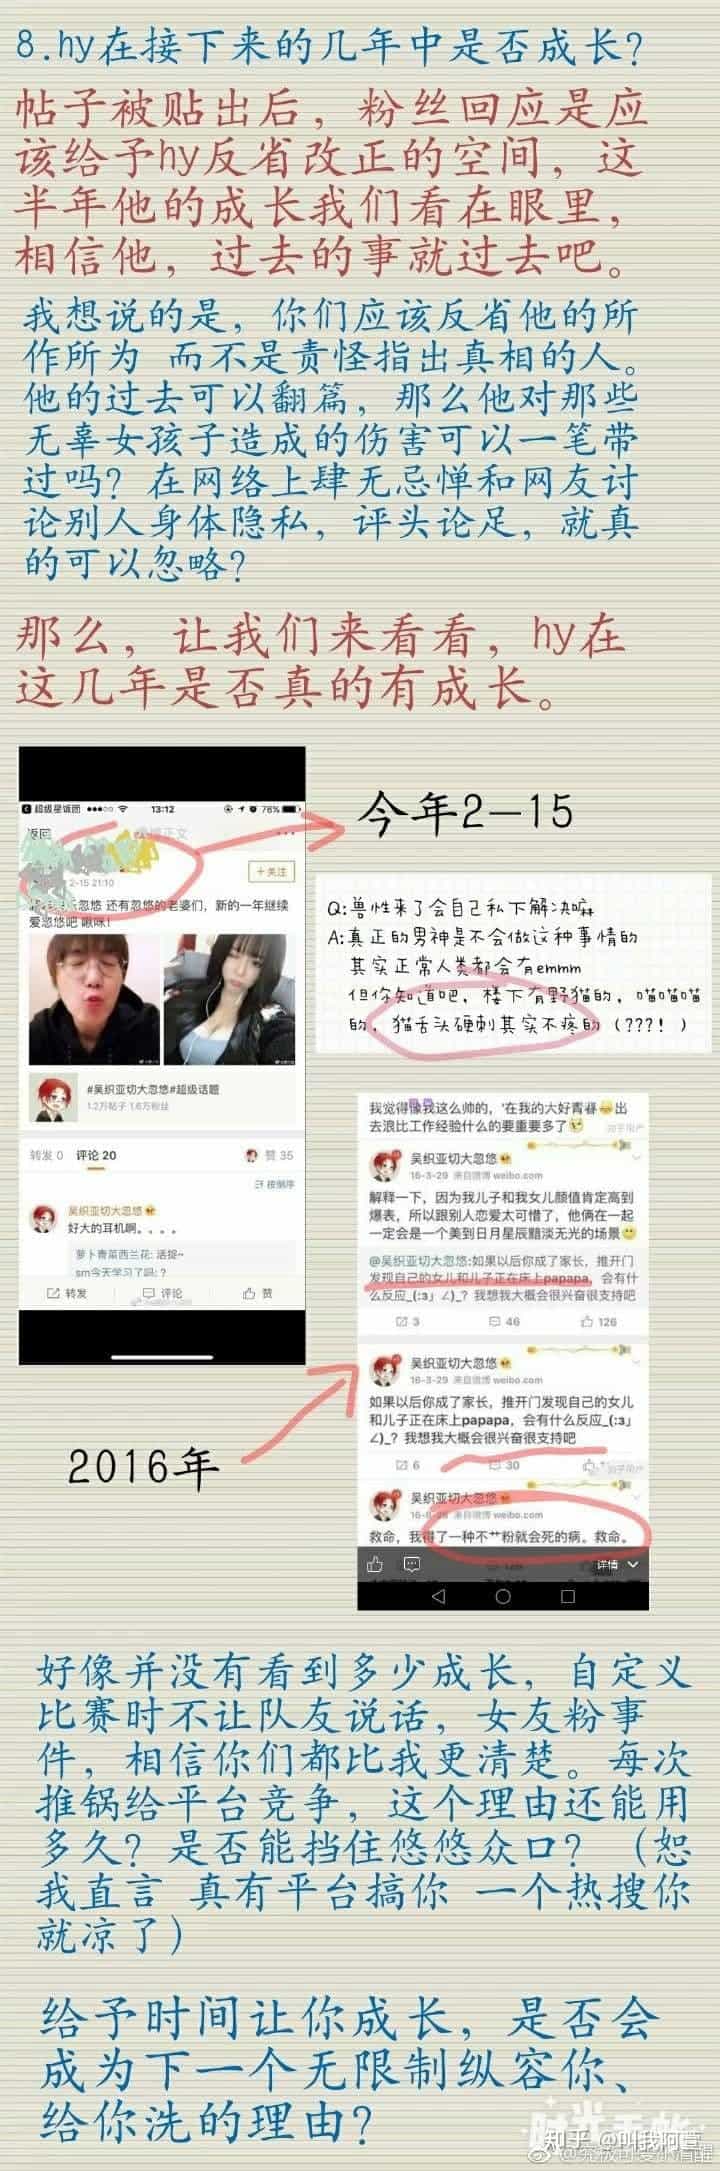 8.hy在接下来的几年中是否成长？
帖子被贴出后，粉丝回应是应
该给予hy反省改正的空间，这
半年他的成长我们看在眼里，
相信他，过去的事就过去吧。
我想说的是，你们应该反省他的所
作所为 而不是责怪指出真相的人。
他的过去可以翻篇，那么他对那些
无辜女孩子造成的伤害可以一笔带
过吗？在网络上肆无忌惮和网友讨
论别人身体隐私，评头论足，就真
的可以忽略？
那么，让我们来看看，hy在
这几年是否真的有成长。
超级星饭团
13:12
76%
返回
正文
2-15 21:10
+关注
忽悠 还有忽悠的老婆们，新的一年继续
爱忽悠吧 啾咪！
#吴织亚切大忽悠#超级话题
1.2万帖子 1.6万粉丝
转发 0 评论 20 赞 35
按倒序
吴织亚切大忽悠
好大的耳机啊。。。。
萝卜青菜西兰花: 活捉~
sm今天学习了吗: ?
转发 评论 赞
今年2-15
Q:兽性来了会自己私下解决嘛
A:真正的男神是不会做这种事情的
其实正常人类都会有emmm
但你知道吧，楼下有野猫的，喵喵喵
的，猫舌头硬刺其实不疼的（???！）
我觉得像我这么帅的，在我的大好青春出
去浪比工作经验什么的要重要多了
吴织亚切大忽悠
16-3-29 来自微博 weibo.com
解释一下，因为我儿子和我女儿颜值肯定高到
爆表，所以跟别人恋爱太可惜了，他俩在一起
一定会是一个美到日月星辰黯淡无光的场景
@吴织亚切大忽悠:如果以后你成了家长，推开门
发现自己的女儿和儿子正在床上papapa，会有什
么反应_(:3」∠)_？我想我大概会很兴奋很支持吧
3 46 126
吴织亚切大忽悠
16-3-29 来自微博 weibo.com
如果以后你成了家长，推开门发现自己的女儿
和儿子正在床上papapa，会有什么反应_(:3」
∠)_？我想我大概会很兴奋很支持吧
6 30
吴织亚切大忽悠
来自微博 weibo.com
救命，我得了一种不艹粉就会死的病。救命。
详情
2016年
好像并没有看到多少成长，自定义
比赛时不让队友说话，女友粉事
件，相信你们都比我更清楚。每次
推锅给平台竞争，这个理由还能用
多久？是否能挡住悠悠众口？（恕
我直言 真有平台搞你 一个热搜你
就凉了）
给予时间让你成长，是否会
成为下一个无限制纵容你、
给你洗的理由？
时光手帐
知乎 @叫我阿萱